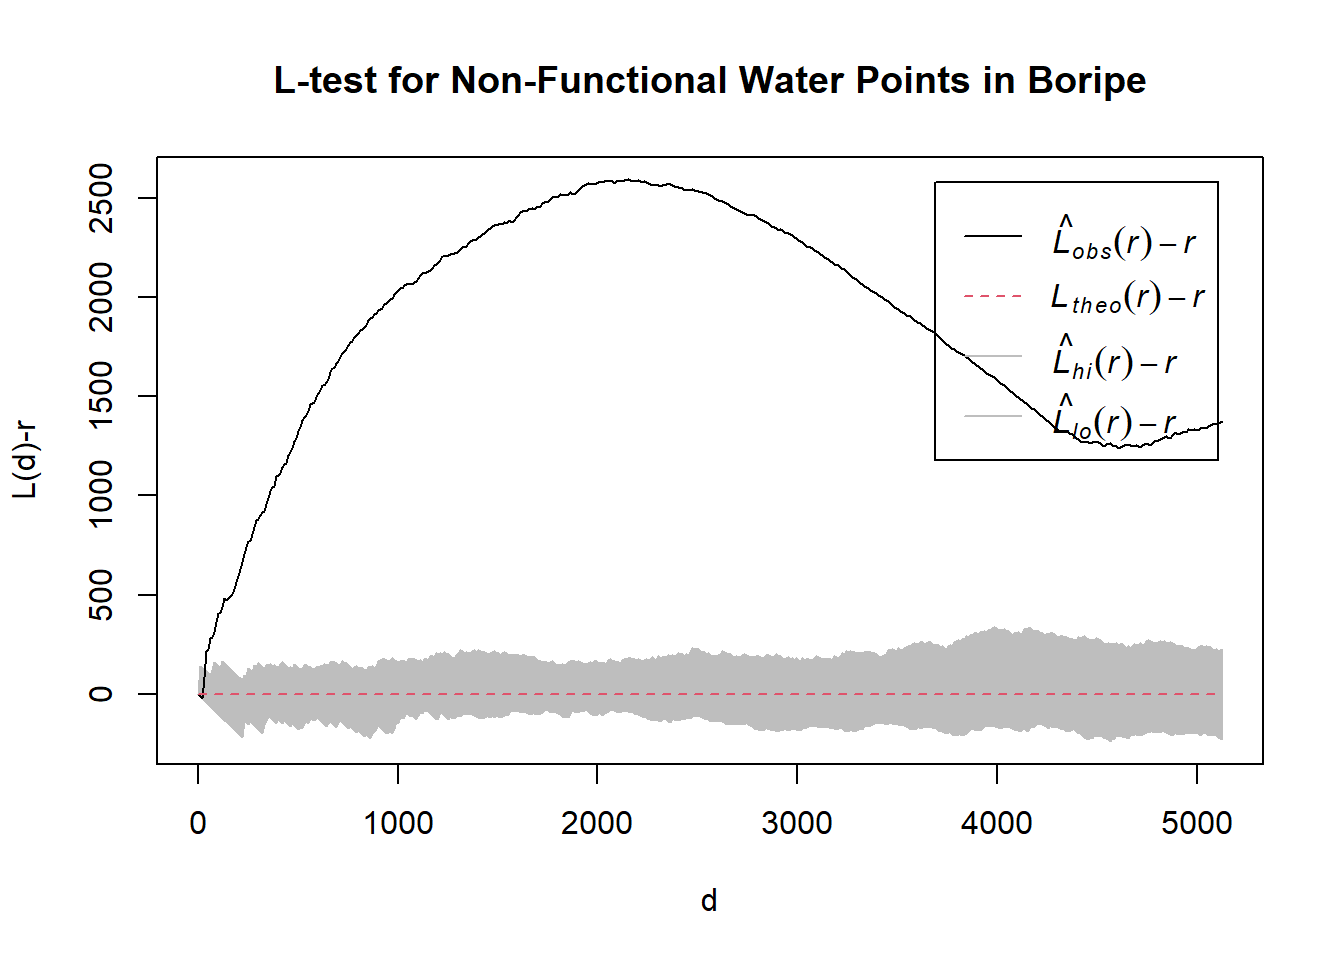 L-test for Non-Functional Water Points in Boripe
L(d)-r
2500
2000
1500
1000
500
0
L̂obs(r) − r
Ltheo(r) − r
L̂hi(r) − r
L̂lo(r) − r
0 1000 2000 3000 4000 5000
d